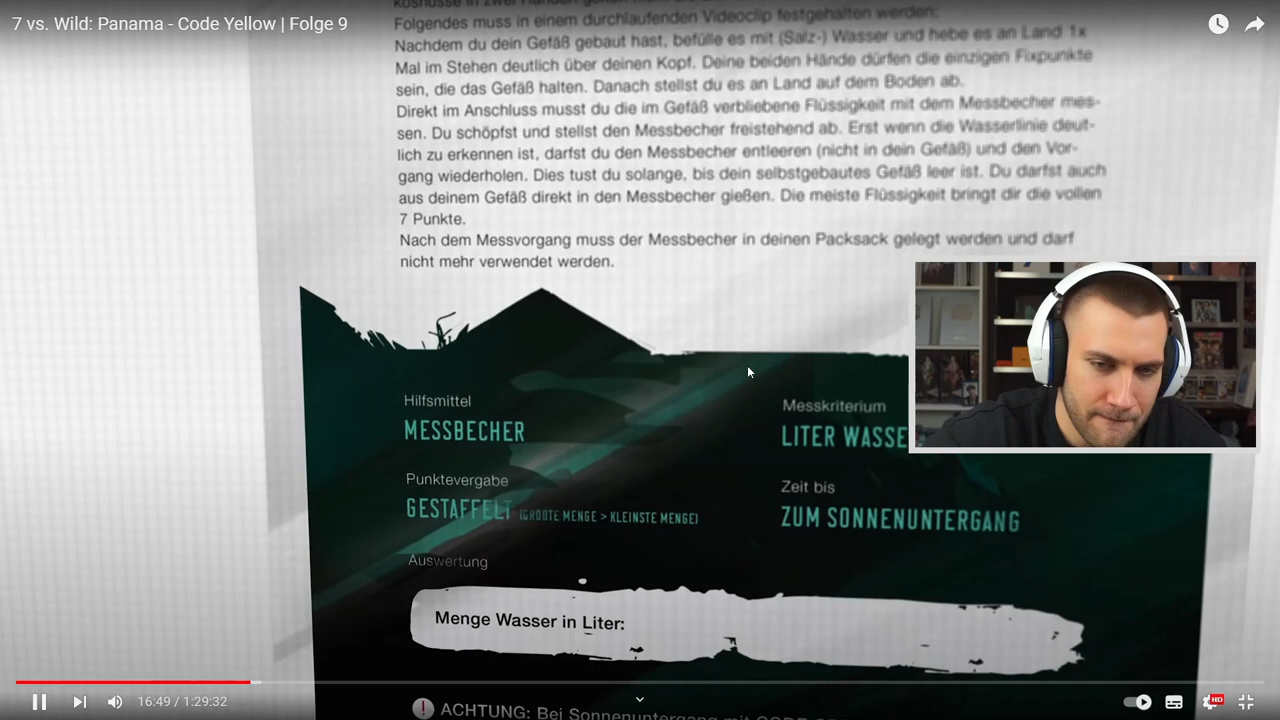 7 vs. Wild: Panama - Code Yellow | Folge 9
Folgendes muss in einem durchlaufenden Videoclip festgehalten werden:
Nachdem du dein Gefäß gebaut hast, befülle es mit (Salz-) Wasser und hebe es an Land 1x
Mal im Stehen deutlich über deinen Kopf. Deine beiden Hände dürfen die einzigen Fixpunkte
sein, die das Gefäß halten. Danach stellst du es an Land auf dem Boden ab.
Direkt im Anschluss musst du die im Gefäß verbliebene Flüssigkeit mit dem Messbecher mes-
sen. Du schöpfst und stellst den Messbecher freistehend ab. Erst wenn die Wasserlinie deut-
lich zu erkennen ist, darfst du den Messbecher entleeren (nicht in dein Gefäß) und den Vor-
gang wiederholen. Dies tust du solange, bis dein selbstgebautes Gefäß leer ist. Du darfst auch
aus deinem Gefäß direkt in den Messbecher gießen. Die meiste Flüssigkeit bringt dir die vollen
7 Punkte.
Nach dem Messvorgang muss der Messbecher in deinen Packsack gelegt werden und darf
nicht mehr verwendet werden.
Hilfsmittel
MESSBECHER
Messkriterium
LITER WASSE
Punktevergabe
GESTAFFELT (GRÖßTE MENGE > KLEINSTE MENGE)
Zeit bis
ZUM SONNENUNTERGANG
Auswertung
Menge Wasser in Liter:
ACHTUNG: Bei Sonnenuntergang mit CODE
16:49 / 1:29:32
HD